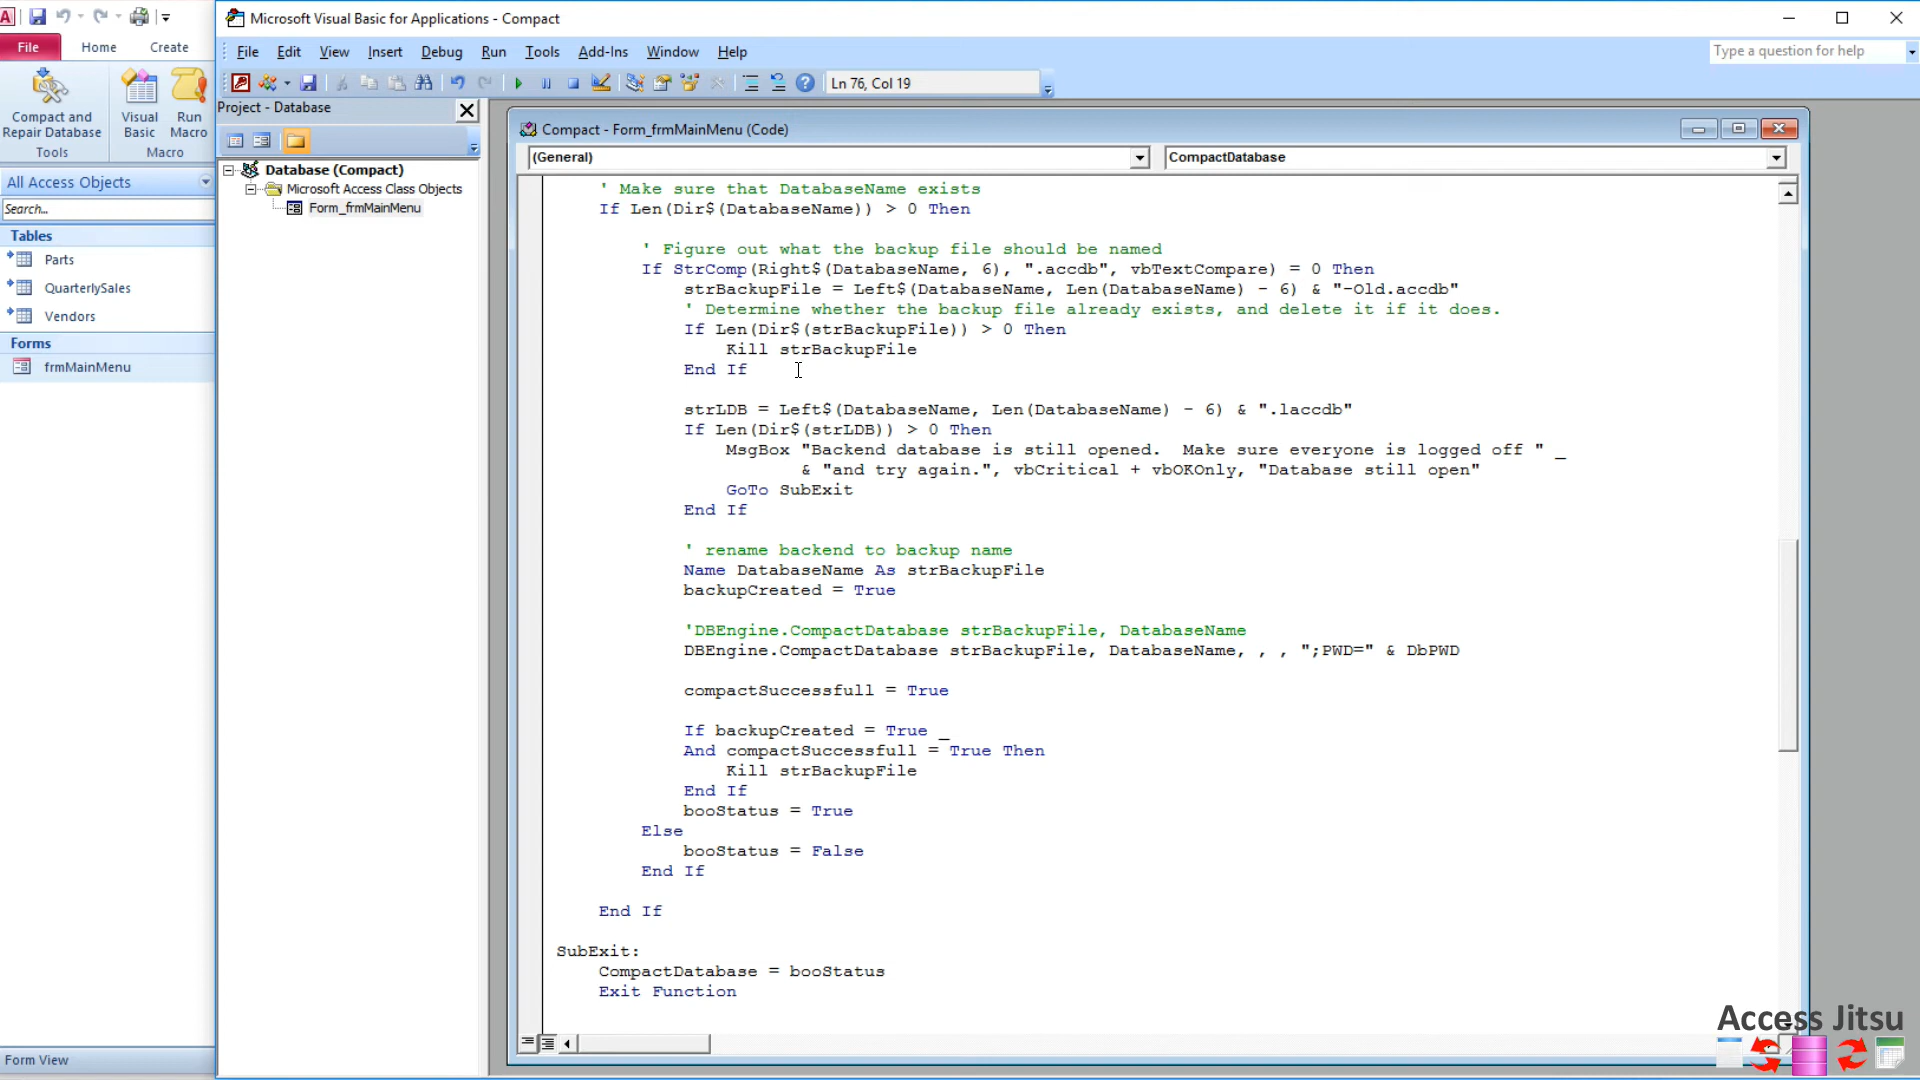 Microsoft Visual Basic for Applications - Compact
File Home Create
File Edit View Insert Debug Run Tools Add-Ins Window Help
Type a question for help
Ln 76, Col 19
Compact and Repair Database
Visual Basic
Run Macro
Tools
Macro
Project - Database
Database (Compact)
Microsoft Access Class Objects
Form_frmMainMenu
All Access Objects
Search...
Tables
Parts
QuarterlySales
Vendors
Forms
frmMainMenu
Form View
Compact - Form_frmMainMenu (Code)
(General)
CompactDatabase
' Make sure that DatabaseName exists
If Len(Dir$(DatabaseName)) > 0 Then
' Figure out what the backup file should be named
If StrComp(Right$(DatabaseName, 6), ".accdb", vbTextCompare) = 0 Then
strBackupFile = Left$(DatabaseName, Len(DatabaseName) - 6) & "-Old.accdb"
' Determine whether the backup file already exists, and delete it if it does.
If Len(Dir$(strBackupFile)) > 0 Then
Kill strBackupFile
End If
strLDB = Left$(DatabaseName, Len(DatabaseName) - 6) & ".laccdb"
If Len(Dir$(strLDB)) > 0 Then
MsgBox "Backend database is still opened.  Make sure everyone is logged off " _
& "and try again.", vbCritical + vbOKOnly, "Database still open"
GoTo SubExit
End If
' rename backend to backup name
Name DatabaseName As strBackupFile
backupCreated = True
'DBEngine.CompactDatabase strBackupFile, DatabaseName
DBEngine.CompactDatabase strBackupFile, DatabaseName, , , ";PWD=" & DbPWD
compactSuccessfull = True
If backupCreated = True _
And compactSuccessfull = True Then
Kill strBackupFile
End If
booStatus = True
Else
booStatus = False
End If
End If
SubExit:
CompactDatabase = booStatus
Exit Function
Access Jitsu